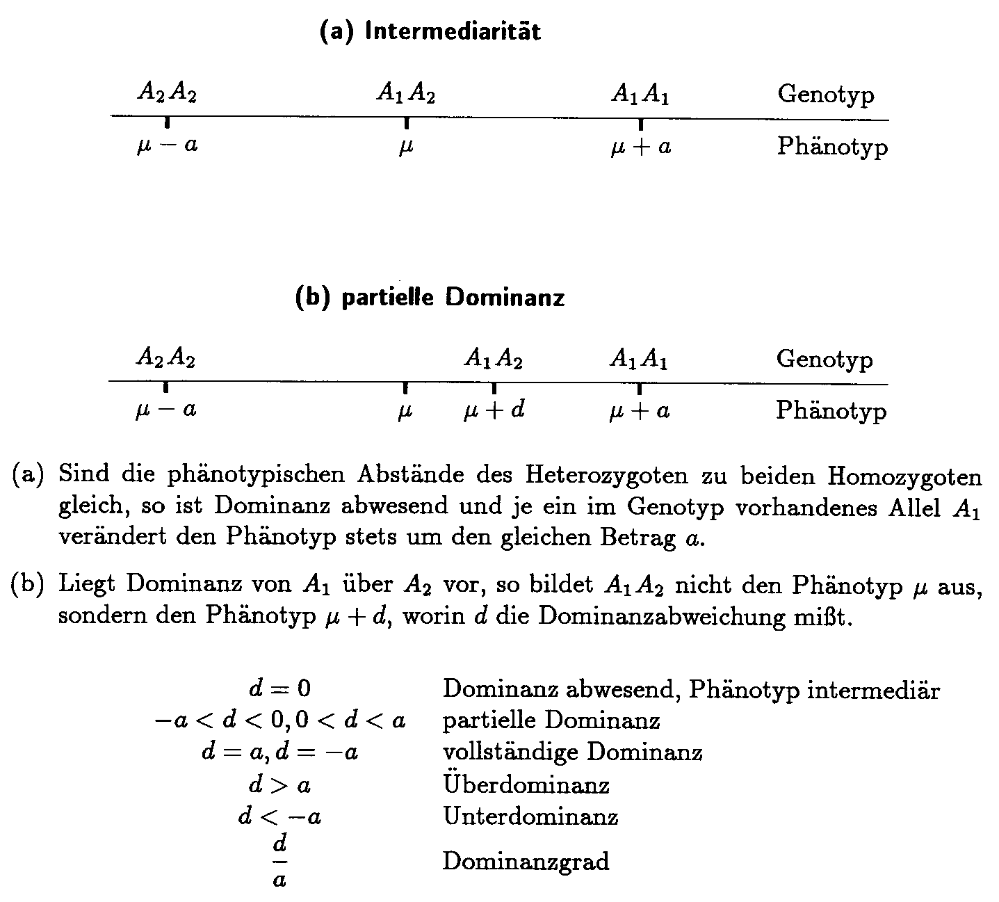 (a) Intermediarität
A₂A₂ A₁A₂ A₁A₁ Genotyp
μ − a μ μ + a Phänotyp
(b) partielle Dominanz
A₂A₂ A₁A₂ A₁A₁ Genotyp
μ − a μ μ + d μ + a Phänotyp
(a) Sind die phänotypischen Abstände des Heterozygoten zu beiden Homozygoten
gleich, so ist Dominanz abwesend und je ein im Genotyp vorhandenes Allel A₁
verändert den Phänotyp stets um den gleichen Betrag a.
(b) Liegt Dominanz von A₁ über A₂ vor, so bildet A₁A₂ nicht den Phänotyp μ aus,
sondern den Phänotyp μ + d, worin d die Dominanzabweichung mißt.
d = 0 Dominanz abwesend, Phänotyp intermediär
−a < d < 0, 0 < d < a partielle Dominanz
d = a, d = −a vollständige Dominanz
d > a Überdominanz
d < −a Unterdominanz
d/a Dominanzgrad